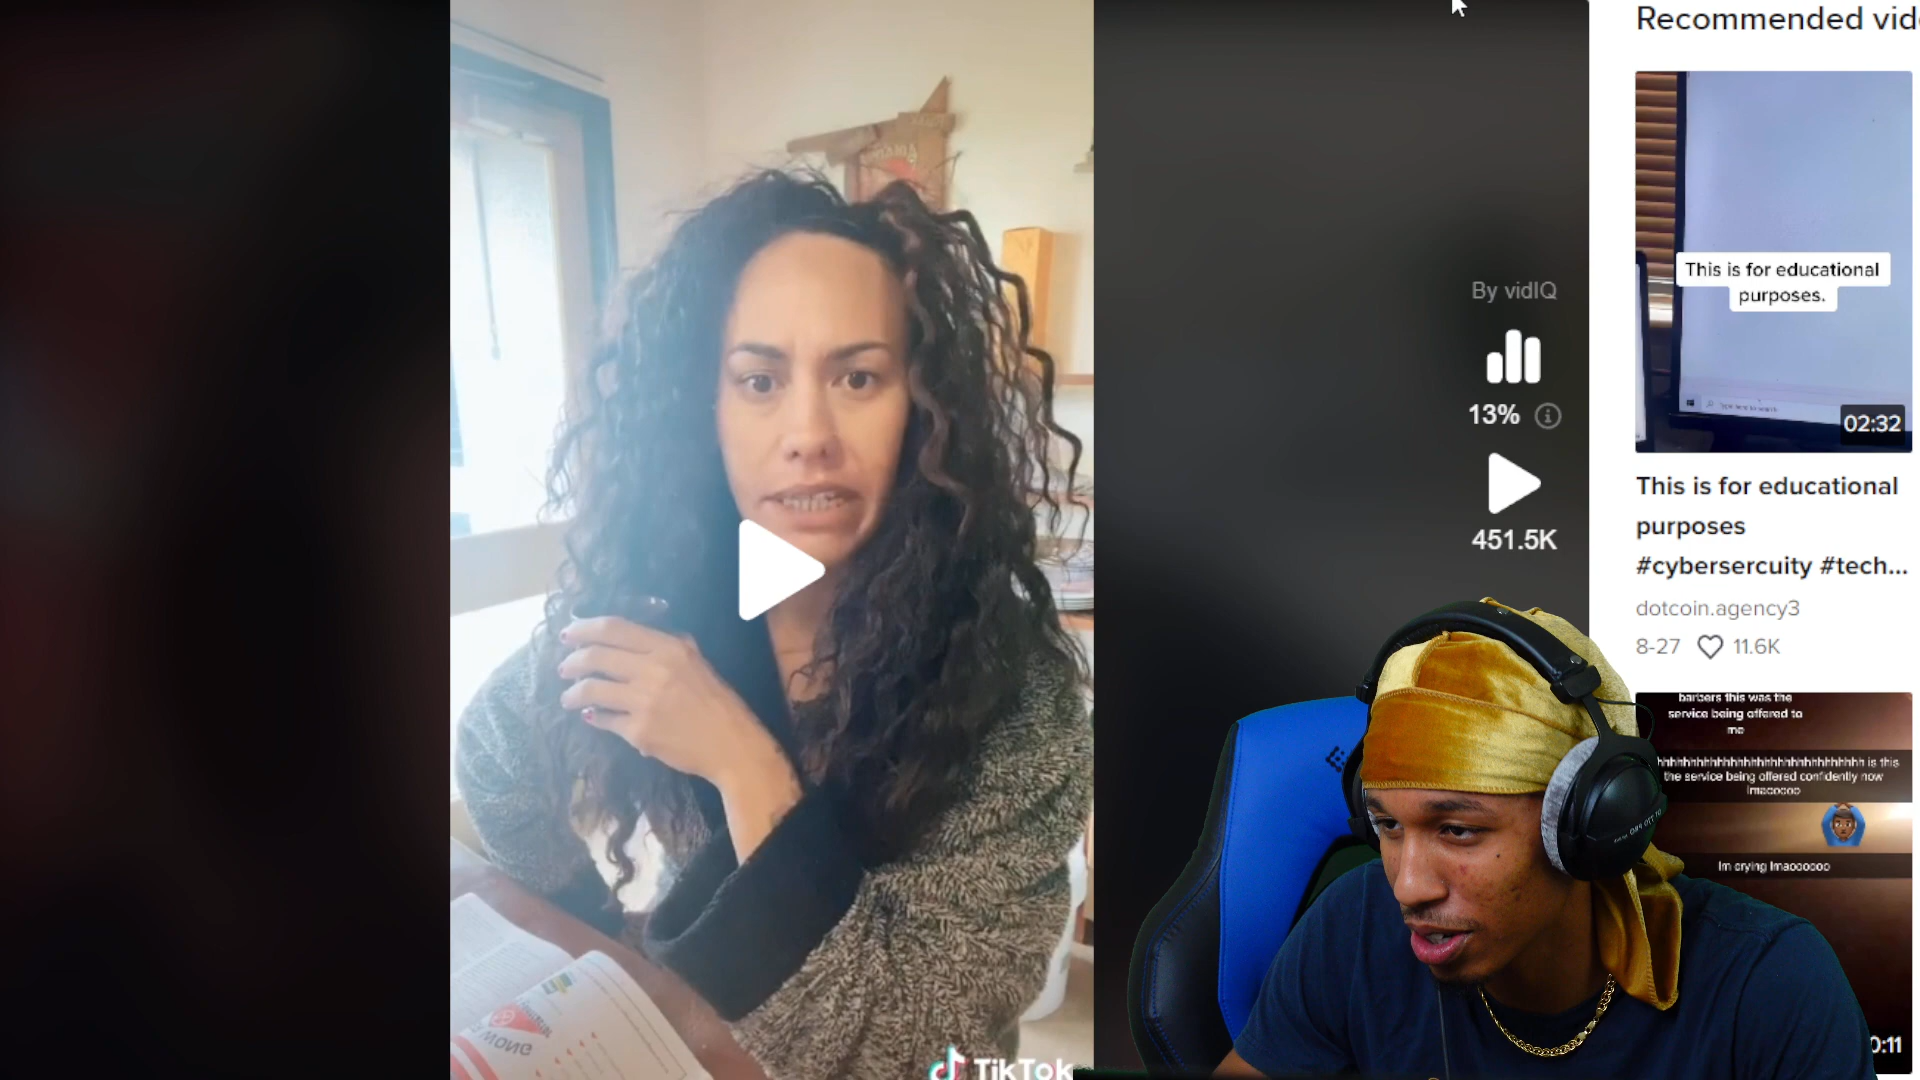 Recommended vid
This is for educational
purposes.
02:32
By vidIQ
13%
451.5K
This is for educational
purposes
#cybersercuity #tech...
dotcoin.agency3
8-27 11.6K
barbers this was the
service being offered to
me
is this
the service being offered confidently now
lmaooooo
Im crying lmaoooooo
0:11
TikTok